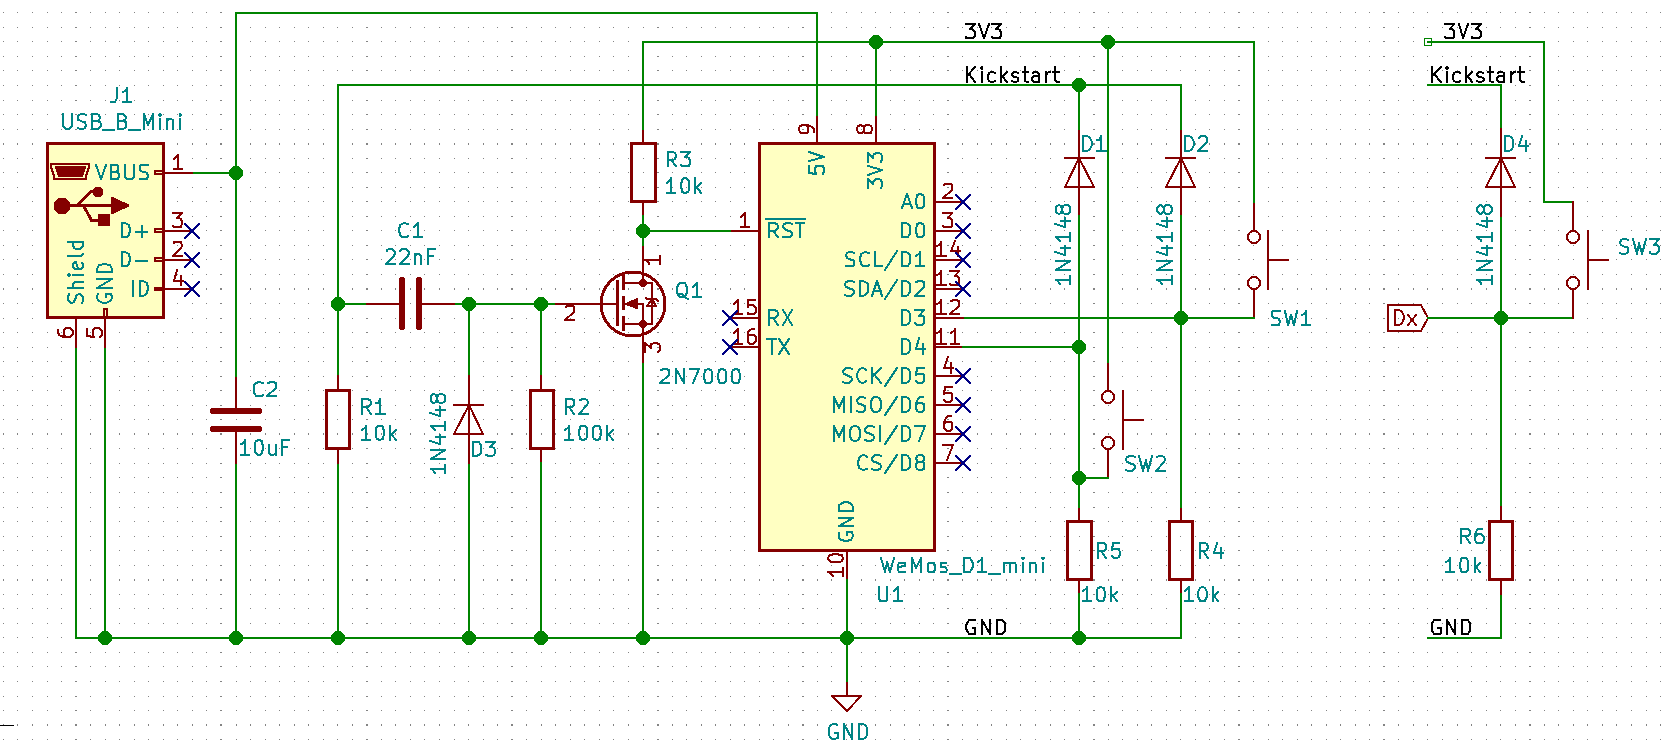 3V3
3V3
Kickstart
Kickstart
J1
USB_B_Mini
9
8
D1
D2
D4
VBUS
1
5V
3V3
R3
10k
A0
2
D+
3
1
RST
D0
3
C1
22nF
D-
2
SCL/D1
14
1N4148
1N4148
1N4148
SW3
Shield
GND
ID
4
1
Q1
SDA/D2
13
2
15
RX
D3
12
SW1
Dx
6
5
3
16
TX
D4
11
2N7000
SCK/D5
4
C2
10uF
R1
10k
1N4148
D3
R2
100k
MISO/D6
5
MOSI/D7
6
CS/D8
7
SW2
GND
10
WeMos_D1_mini
U1
R5
10k
R4
10k
R6
10k
GND
GND
GND